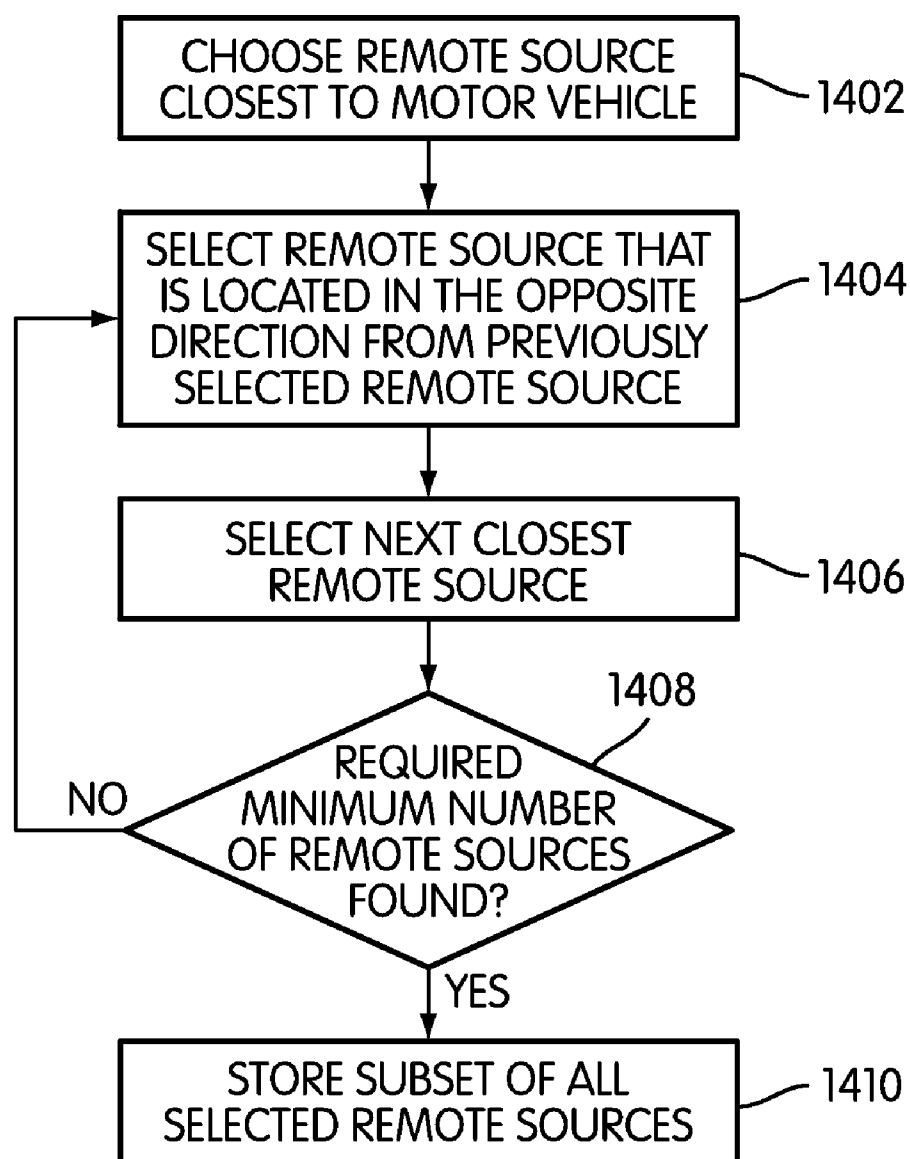 CHOOSE REMOTE SOURCE
CLOSEST TO MOTOR VEHICLE
1402
SELECT REMOTE SOURCE THAT
IS LOCATED IN THE OPPOSITE
DIRECTION FROM PREVIOUSLY
SELECTED REMOTE SOURCE
1404
SELECT NEXT CLOSEST
REMOTE SOURCE
1406
1408
REQUIRED
MINIMUM NUMBER
OF REMOTE SOURCES
FOUND?
NO
YES
STORE SUBSET OF ALL
SELECTED REMOTE SOURCES
1410